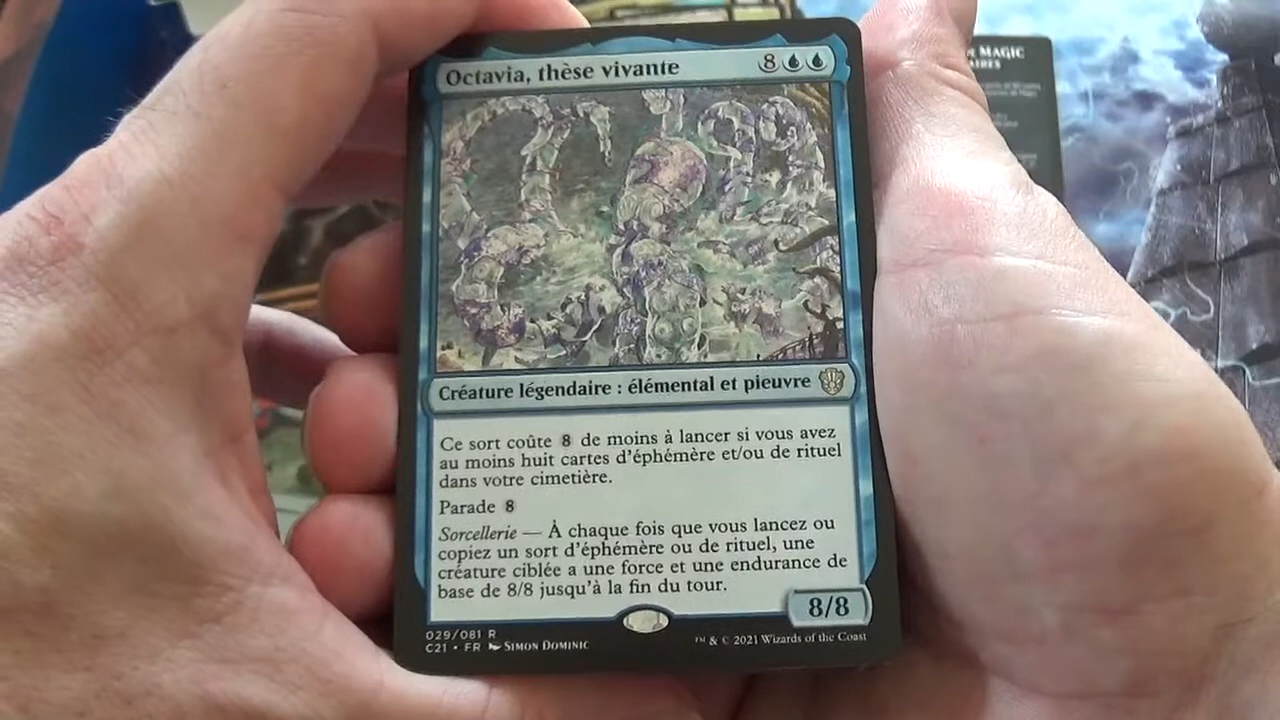 Octavia, thèse vivante 8
Créature légendaire : élémental et pieuvre
Ce sort coûte 8 de moins à lancer si vous avez
au moins huit cartes d'éphémère et/ou de rituel
dans votre cimetière.
Parade 8
Sorcellerie — À chaque fois que vous lancez ou
copiez un sort d'éphémère ou de rituel, une
créature ciblée a une force et une endurance de
base de 8/8 jusqu'à la fin du tour.
8/8
029/081 R
C21 • FR SIMON DOMINIC
™ & © 2021 Wizards of the Coast
MAGIC